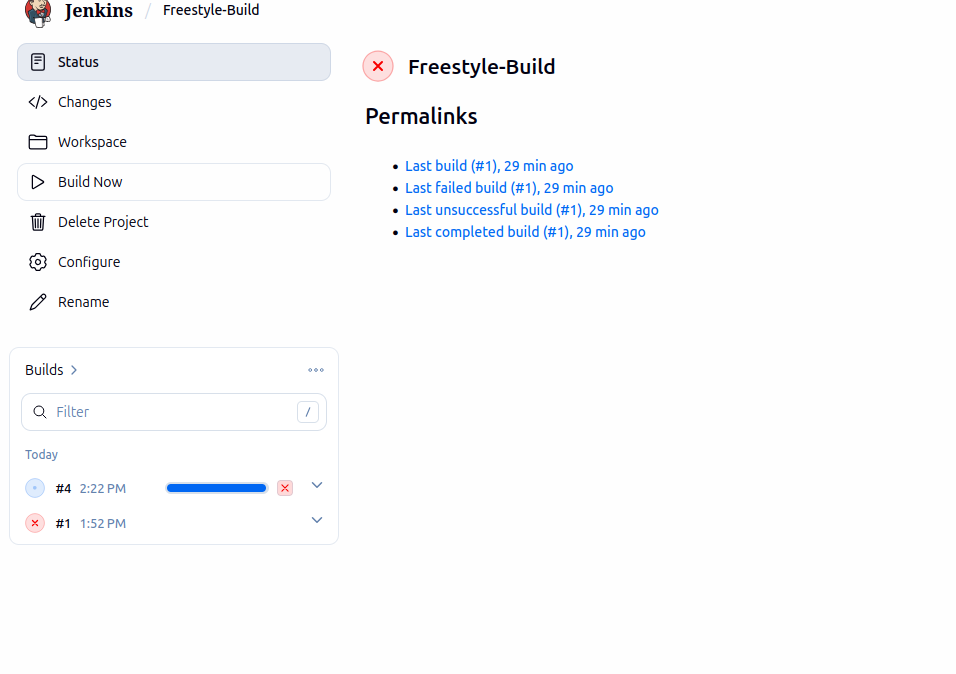 Jenkins / Freestyle-Build
Status
Changes
Workspace
Build Now
Delete Project
Configure
Rename
Builds
Filter /
Today
#4 2:22 PM
#1 1:52 PM
Freestyle-Build
Permalinks
Last build (#1), 29 min ago
Last failed build (#1), 29 min ago
Last unsuccessful build (#1), 29 min ago
Last completed build (#1), 29 min ago